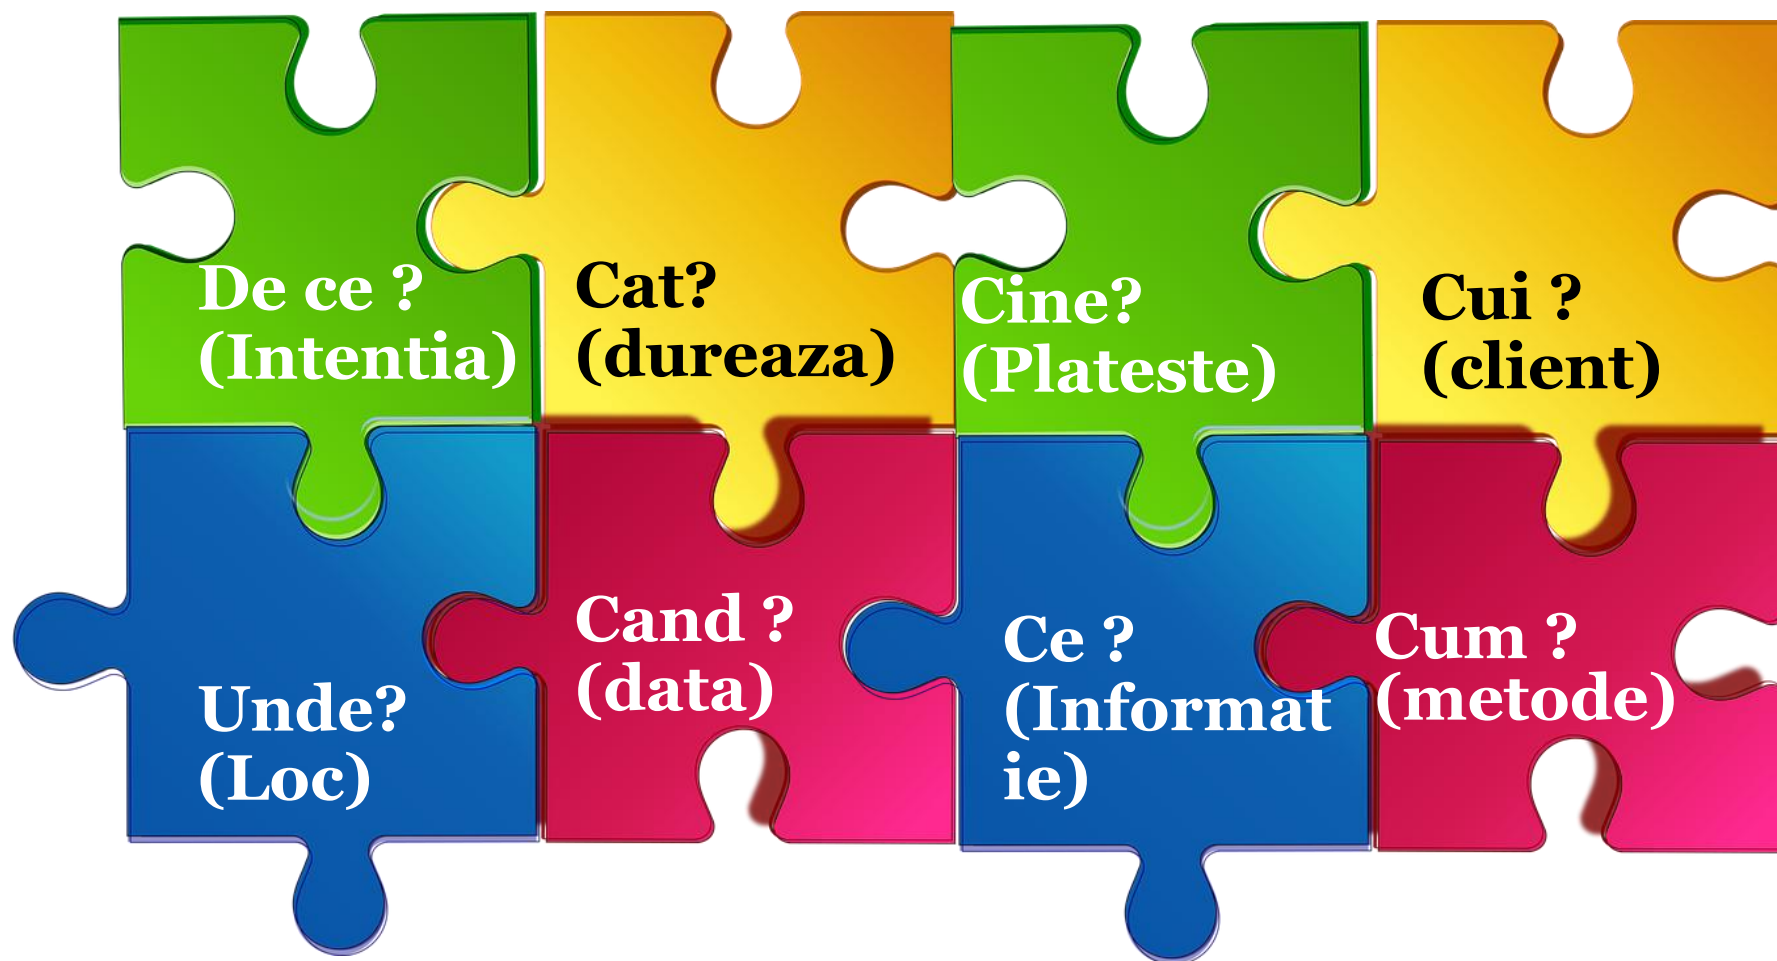 De ce ?
(Intentia)
Cat?
(dureaza)
Cine?
(Plateste)
Cui ?
(client)
Unde?
(Loc)
Cand ?
(data)
Ce ?
(Informat
ie)
Cum ?
(metode)